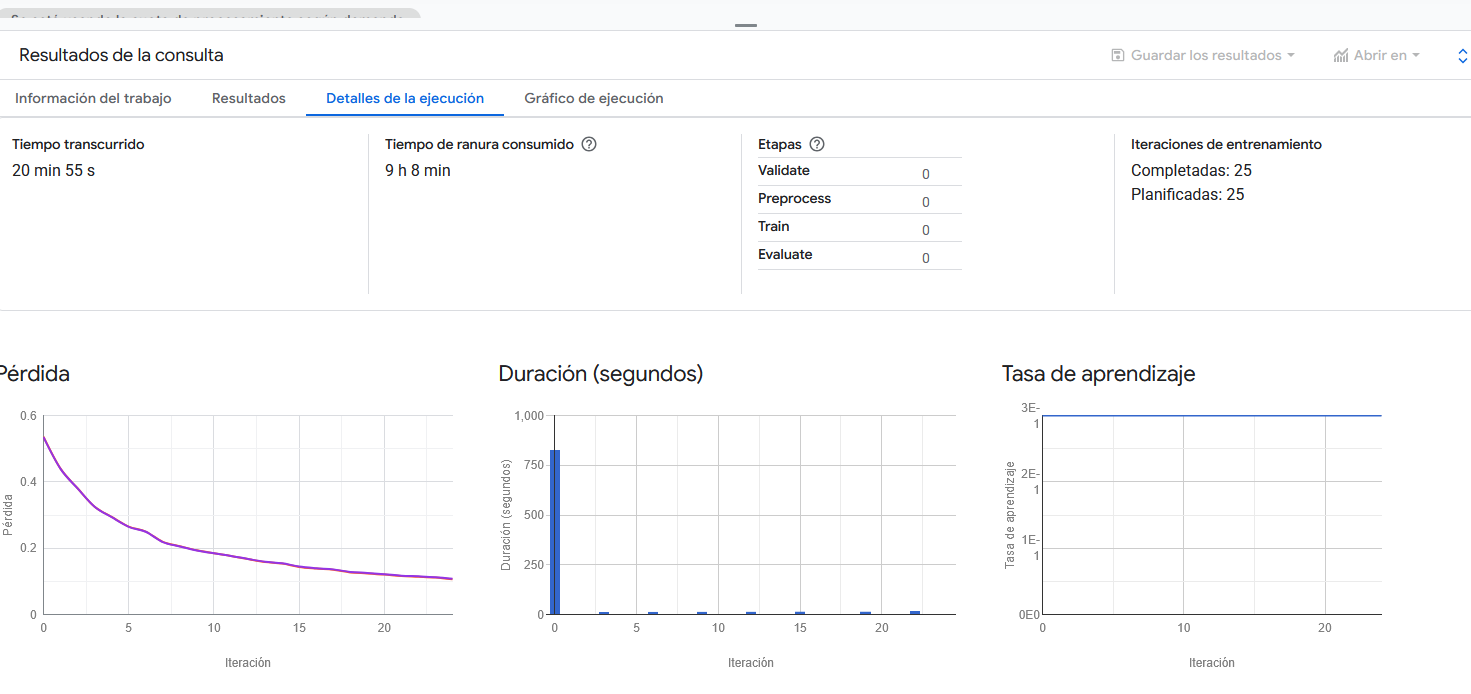 Resultados de la consulta
Guardar los resultados
Abrir en
Información del trabajo
Resultados
Detalles de la ejecución
Gráfico de ejecución
Tiempo transcurrido
20 min 55 s
Tiempo de ranura consumido
9 h 8 min
Etapas
Validate 0
Preprocess 0
Train 0
Evaluate 0
Iteraciones de entrenamiento
Completadas: 25
Planificadas: 25
Pérdida
0.6
0.4
0.2
0
Pérdida
0 5 10 15 20
Iteración
Duración (segundos)
1,000
750
500
250
0
Duración (segundos)
0 5 10 15 20
Iteración
Tasa de aprendizaje
3E-
1
2E-
1
1E-
1
0E0
Tasa de aprendizaje
0 10 20
Iteración